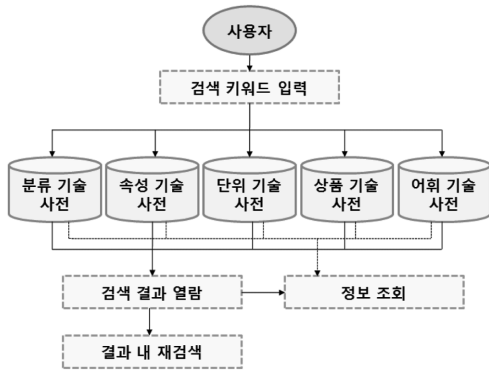 사용자
검색 키워드 입력
분류 기술
사전
속성 기술
사전
단위 기술
사전
상품 기술
사전
어휘 기술
사전
검색 결과 열람
정보 조회
결과 내 재검색